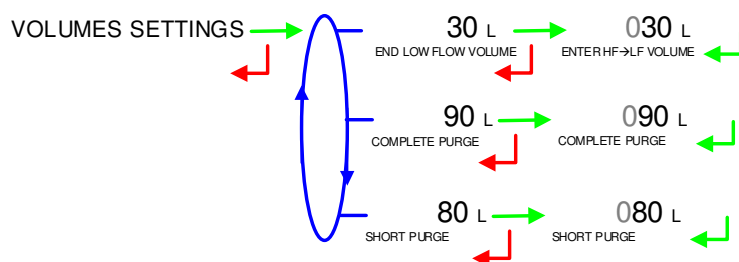 VOLUMES SETTINGS
30 L
END LOW FLOW VOLUME
030 L
ENTER HF→LF VOLUME
90 L
COMPLETE PURGE
090 L
COMPLETE PURGE
80 L
SHORT PURGE
080 L
SHORT PURGE